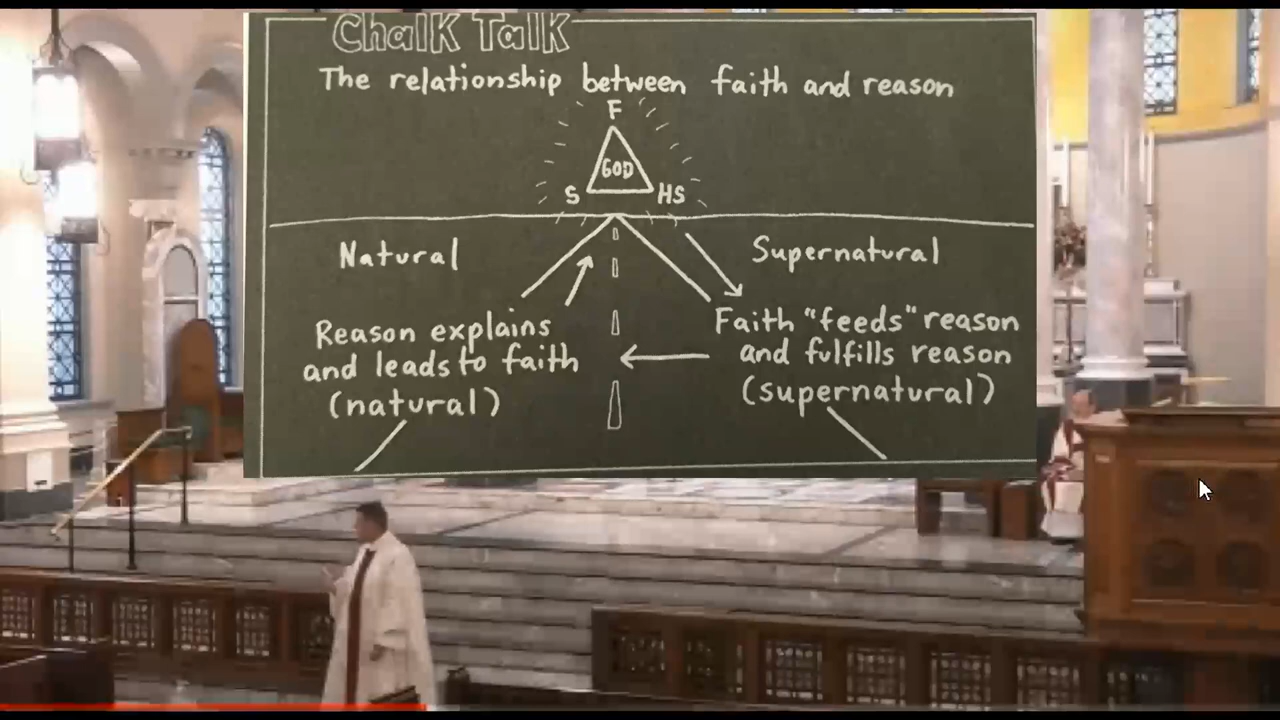 Chalk Talk
The relationship between faith and reason
F
GOD
S HS
Natural
Supernatural
Reason explains
and leads to faith
(natural)
Faith "feeds" reason
and fulfills reason
(supernatural)